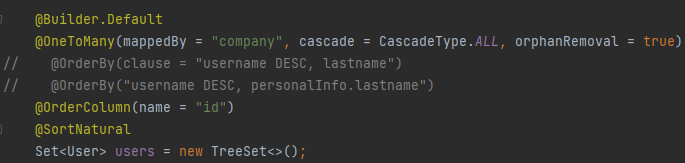 @Builder.Default
@OneToMany(mappedBy = "company", cascade = CascadeType.ALL, orphanRemoval = true)
//    @OrderBy(clause = "username DESC, lastname")
//    @OrderBy("username DESC, personalInfo.lastname")
@OrderColumn(name = "id")
@SortNatural
Set<User> users = new TreeSet<>();